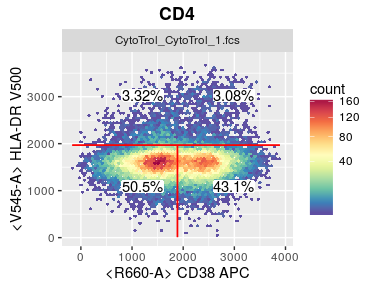 CD4
CytoTrol_CytoTrol_1.fcs
<V545-A> HLA-DR V500
3000
2000
1000
0
3.32% 3.08%
50.5% 43.1%
0 1000 2000 3000 4000
<R660-A> CD38 APC
count
160
120
80
40